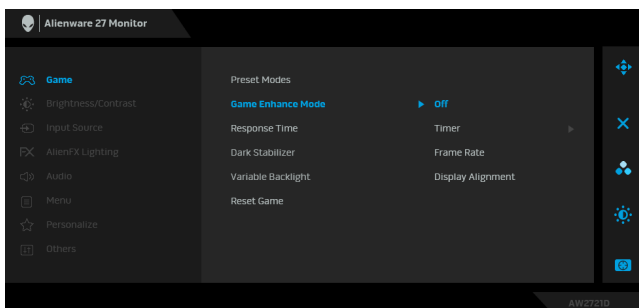 Alienware 27 Monitor
Game
Brightness/Contrast
Input Source
FX AlienFX Lighting
Audio
Menu
Personalize
Others
Preset Modes
Game Enhance Mode
Response Time
Dark Stabilizer
Variable Backlight
Reset Game
Off
Timer
Frame Rate
Display Alignment
AW2721D